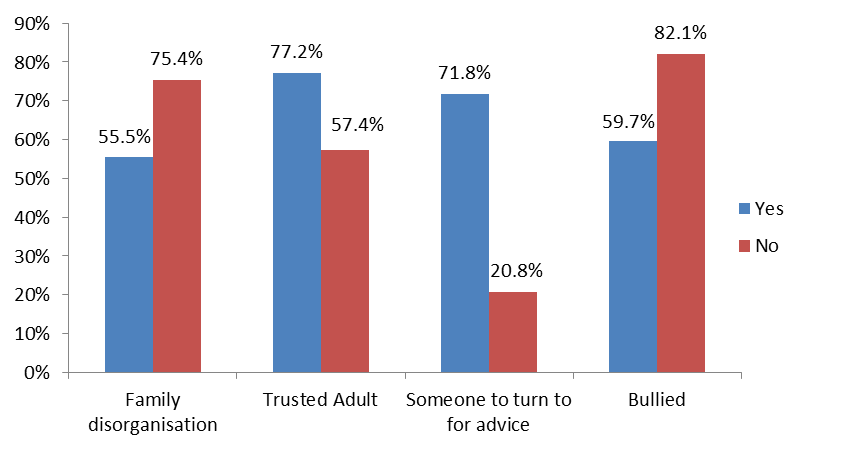 90%
80%
70%
60%
50%
40%
30%
20%
10%
0%
55.5%
75.4%
77.2%
57.4%
71.8%
20.8%
59.7%
82.1%
Family
disorganisation
Trusted Adult
Someone to turn to
for advice
Bullied
Yes
No